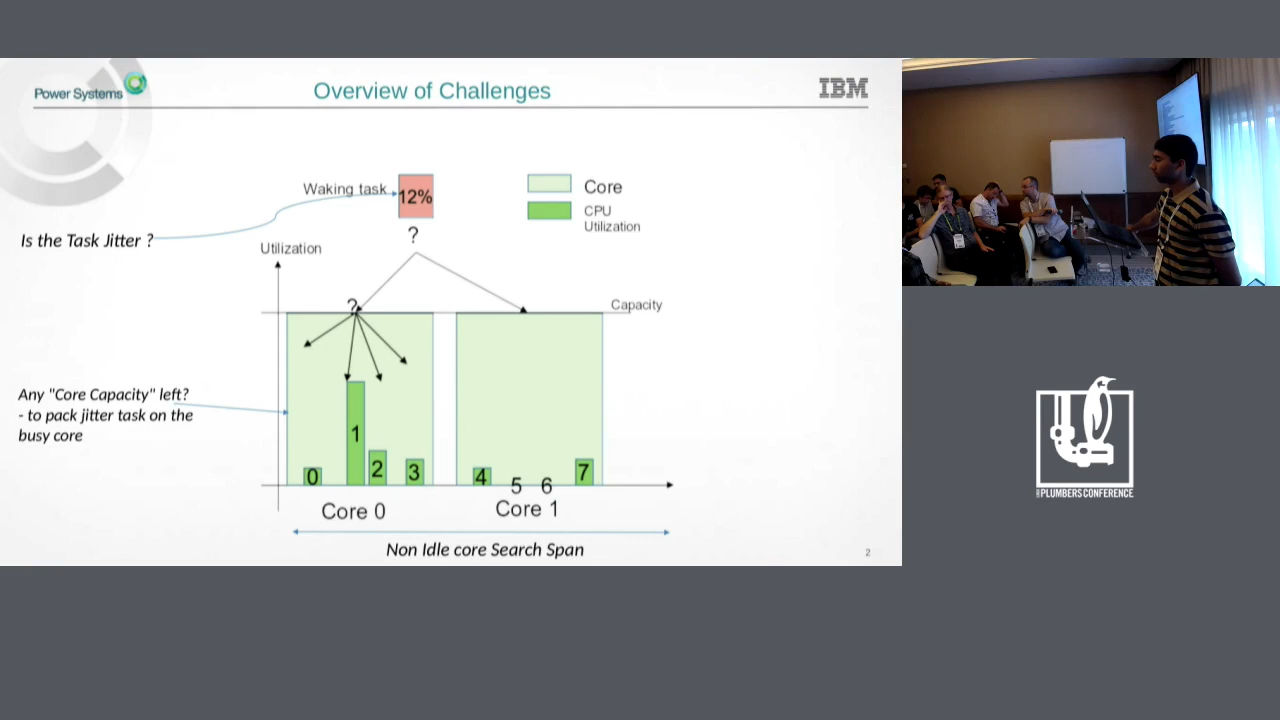 Power Systems
Overview of Challenges
IBM
Waking task
12%
Core
CPU
Utilization
Is the Task Jitter ?
?
Utilization
?
Capacity
Any "Core Capacity" left?
- to pack jitter task on the
busy core
0
1
2
3
4
5
6
7
Core 0
Core 1
Non Idle core Search Span
2
PLUMBERS CONFERENCE